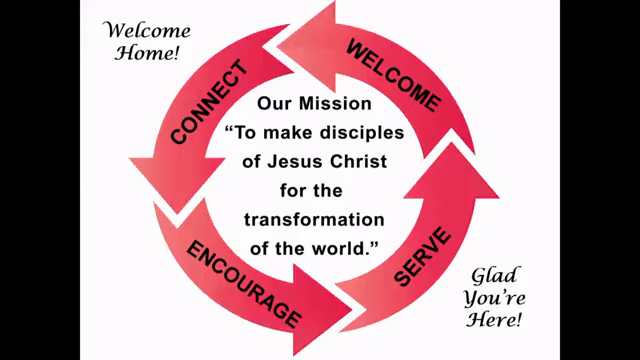 Welcome
Home!
WELCOME
CONNECT
Our Mission
“To make disciples
of Jesus Christ
for the
transformation
of the world.”
ENCOURAGE
SERVE
Glad
You're
Here!